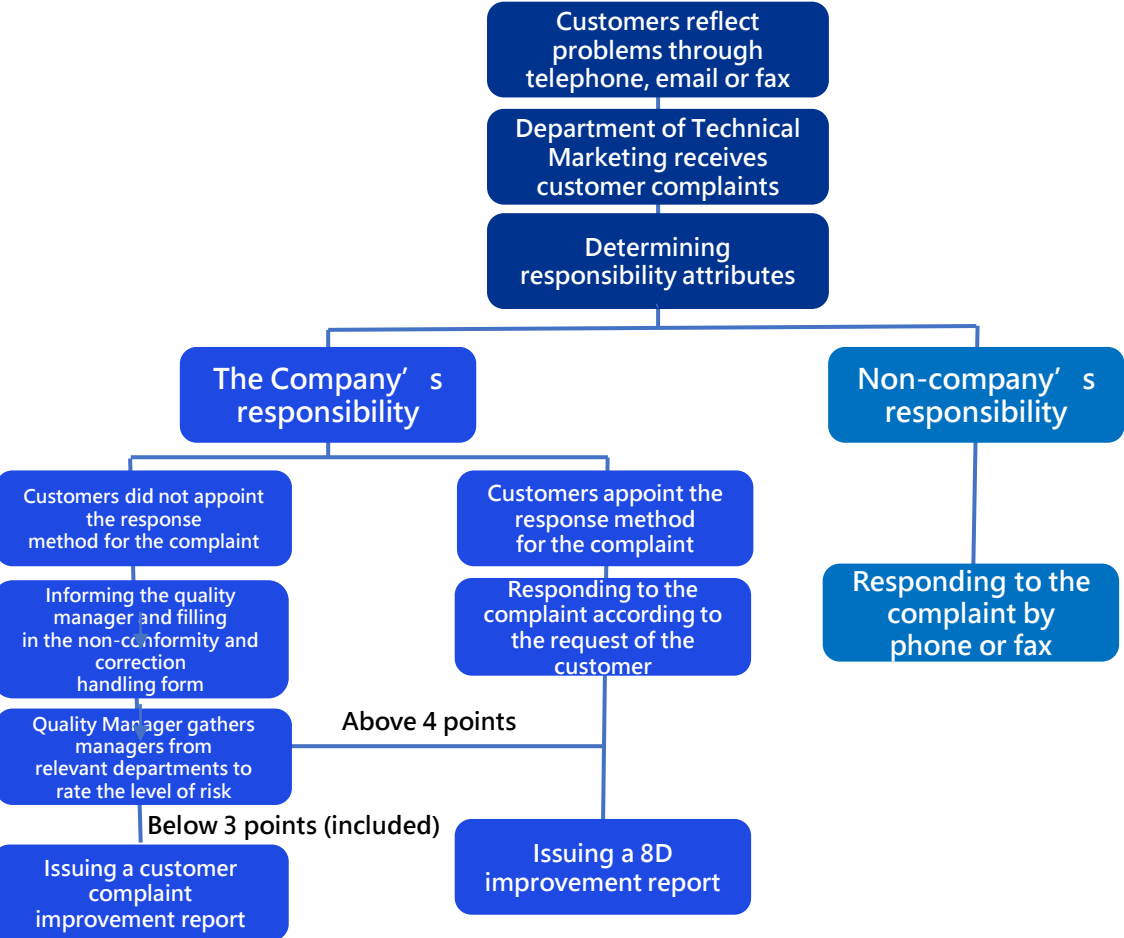 Customers reflect
problems through
telephone, email or fax
Department of Technical
Marketing receives
customer complaints
Determining
responsibility attributes
The Company’s
responsibility
Non-company’s
responsibility
Customers did not appoint
the response
method for the complaint
Customers appoint the
response method
for the complaint
Informing the quality
manager and filling
in the non-conformity and
correction
handling form
Responding to the
complaint according to
the request of the
customer
Responding to the
complaint by
phone or fax
Quality Manager gathers
managers from
relevant departments to
rate the level of risk
Above 4 points
Below 3 points (included)
Issuing a customer
complaint
improvement report
Issuing a 8D
improvement report